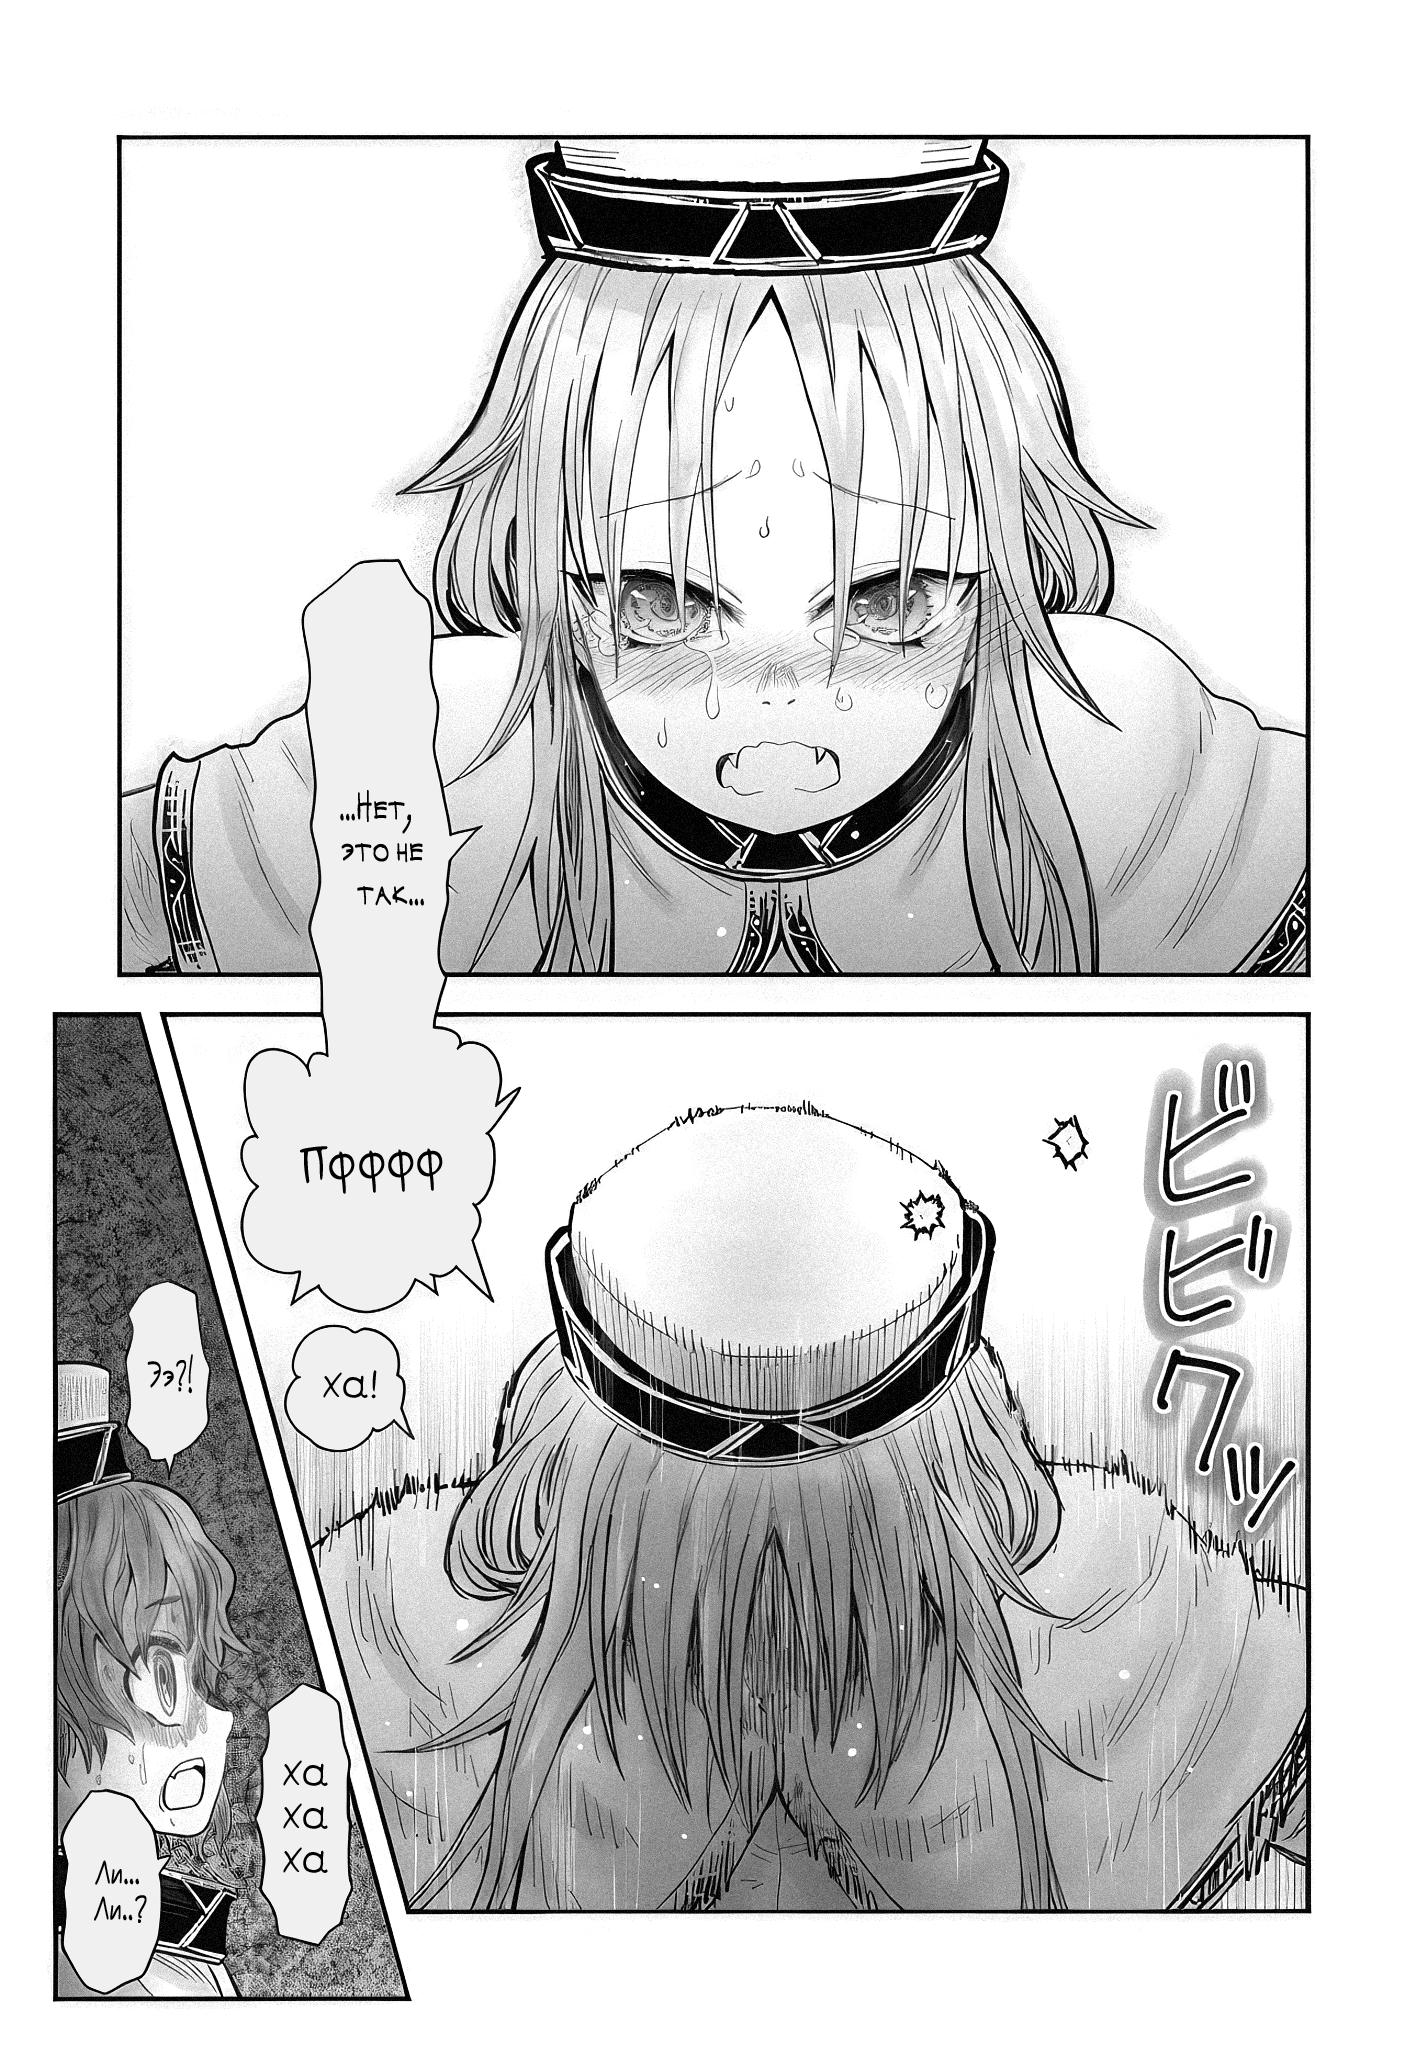 ...Нет,
это не
так...
Пфффф
ха!
ビビクッ
Ээ?!
ха
ха
ха
Ли...
Ли..?